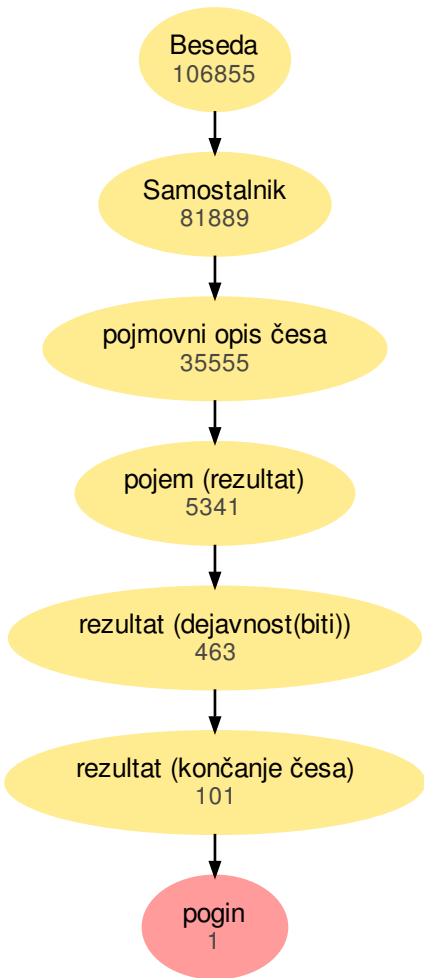 Beseda
106855
Samostalnik
81889
pojmovni opis česa
35555
pojem (rezultat)
5341
rezultat (dejavnost(biti))
463
rezultat (končanje česa)
101
pogin
1